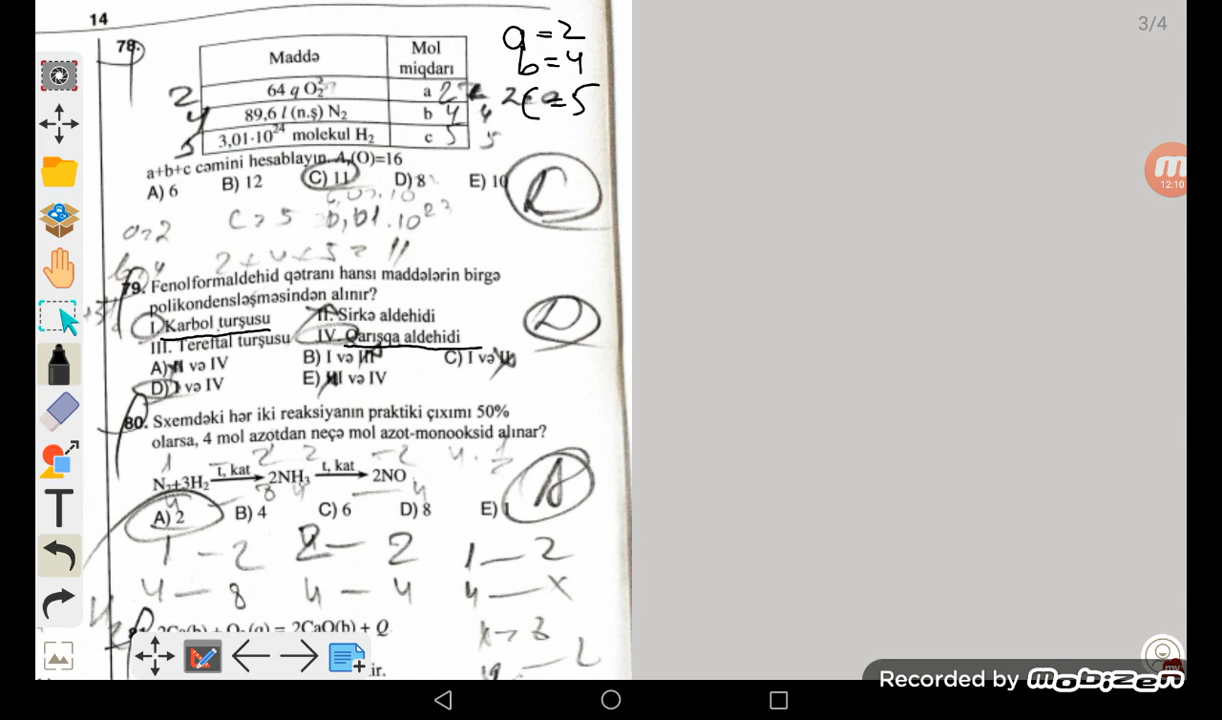 14
3/4
78.
Maddə
Mol miqdarı
64 q O₂
a 2
89,6 l (n.ş) N₂
b 4
3,01·10²⁴ molekul H₂
c 5
a=2
b=4
c=5
a+b+c cəmini hesablayın. Aᵣ(O)=16
A) 6 B) 12 C) 11 D) 8 E) 10
C
79. Fenolformaldehid qətranı hansı maddələrin birgə
polikondensləşməsindən alınır?
I. Karbol turşusu II. Sirkə aldehidi
III. Tereftal turşusu IV. Qarışqa aldehidi
A) II və IV B) I və III C) I və II
D) I və IV E) III və IV
D
80. Sxemdəki hər iki reaksiyanın praktiki çıxımı 50%
olarsa, 4 mol azotdan neçə mol azot-monooksid alınar?
N₂+3H₂ t, kat 2NH₃ t, kat 2NO
A) 2 B) 4 C) 6 D) 8 E) 1
A
1 — 2 2 — 2 1 — 2
4 — 8 4 — 4 4 — x
2CaO(b) + Q
T
12:10
Recorded by mobizen